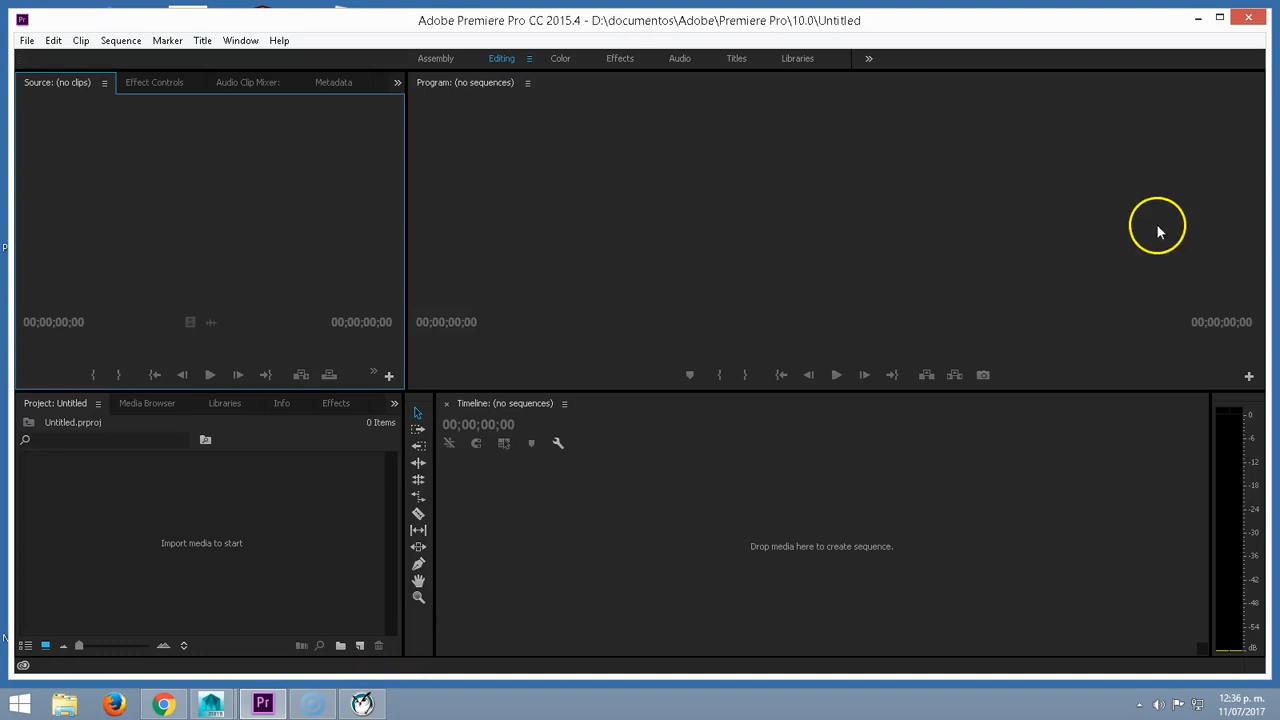 Pr Adobe Premiere Pro CC 2015.4 - D:\documentos\Adobe\Premiere Pro\10.0\Untitled
File Edit Clip Sequence Marker Title Window Help
Assembly Editing Color Effects Audio Titles Libraries
Source: (no clips) Effect Controls Audio Clip Mixer: Metadata
Program: (no sequences)
00;00;00;00 00;00;00;00
00;00;00;00 00;00;00;00
Project: Untitled Media Browser Libraries Info Effects
Untitled.prproj 0 Items
Import media to start
Timeline: (no sequences)
00;00;00;00
Drop media here to create sequence.
0
-6
-12
-18
-24
-30
-36
-42
-48
-54
dB
Pr
12:36 p. m.
11/07/2017